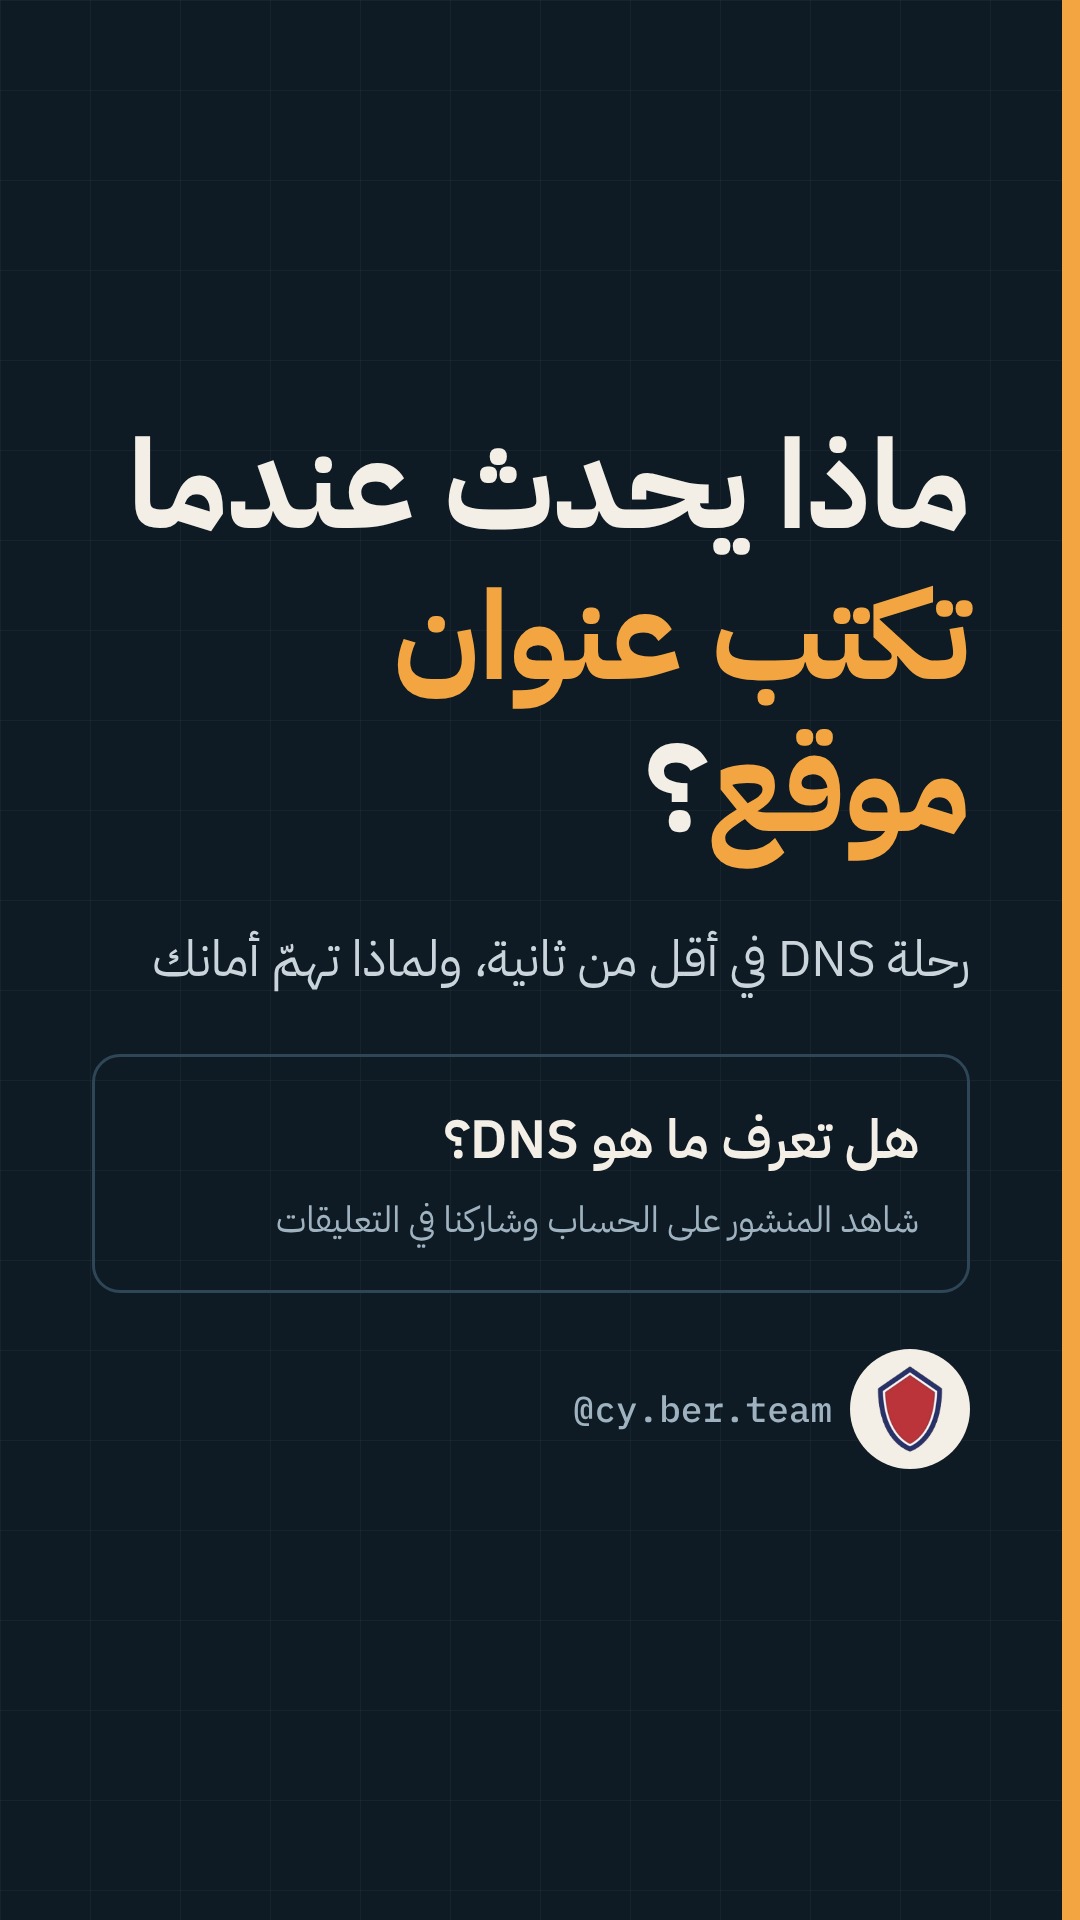 ماذا يحدث عندما
تكتب عنوان
موقع؟
رحلة DNS في أقل من ثانية، ولماذا تهمّ أمانك
هل تعرف ما هو DNS؟
شاهد المنشور على الحساب وشاركنا في التعليقات
@cy.ber.team